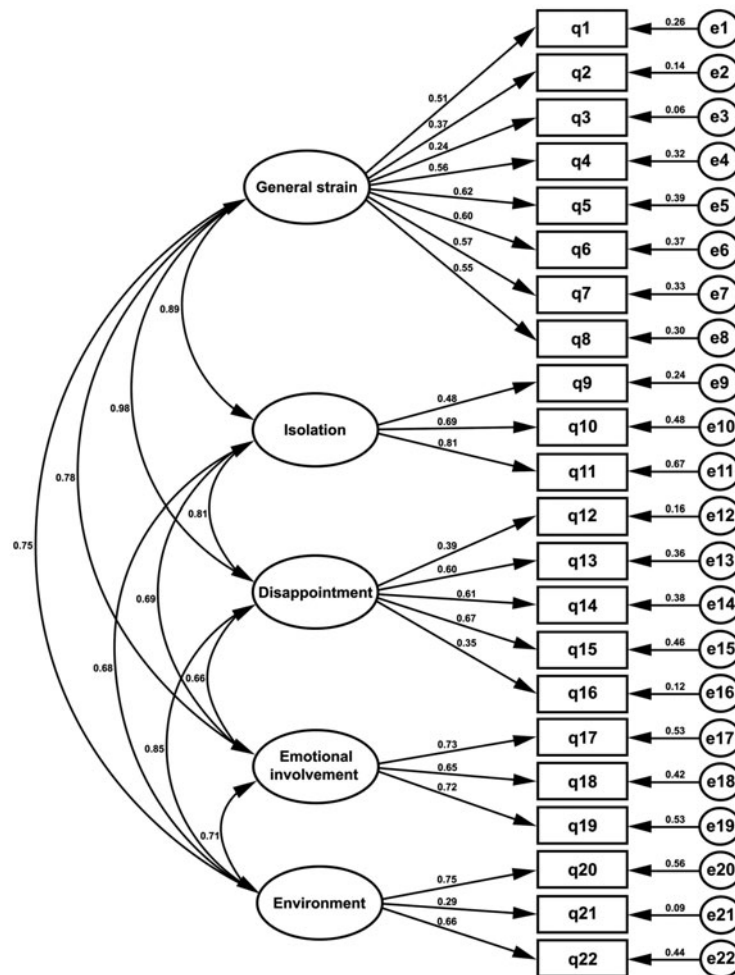 q1
0.26
e1
q2
0.14
e2
q3
0.06
e3
q4
0.32
e4
q5
0.39
e5
q6
0.37
e6
q7
0.33
e7
q8
0.30
e8
0.51
0.37
0.24
0.56
0.62
0.60
0.57
0.55
General strain
0.89
0.98
0.78
0.75
q9
0.24
e9
q10
0.48
e10
q11
0.67
e11
0.48
0.69
0.81
Isolation
0.81
0.69
0.68
q12
0.16
e12
q13
0.36
e13
q14
0.38
e14
q15
0.46
e15
q16
0.12
e16
0.39
0.60
0.61
0.67
0.35
Disappointment
0.66
0.85
q17
0.53
e17
q18
0.42
e18
q19
0.53
e19
0.73
0.65
0.72
Emotional
involvement
0.71
q20
0.56
e20
q21
0.09
e21
q22
0.44
e22
0.75
0.29
0.66
Environment